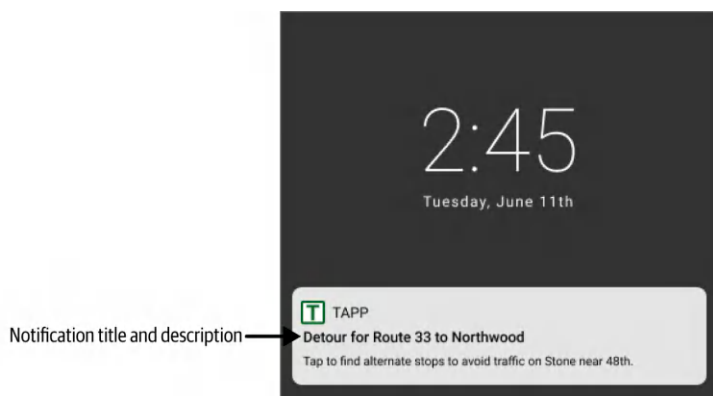 2:45
Tuesday, June 11th
T TAPP
Notification title and description
Detour for Route 33 to Northwood
Tap to find alternate stops to avoid traffic on Stone near 48th.